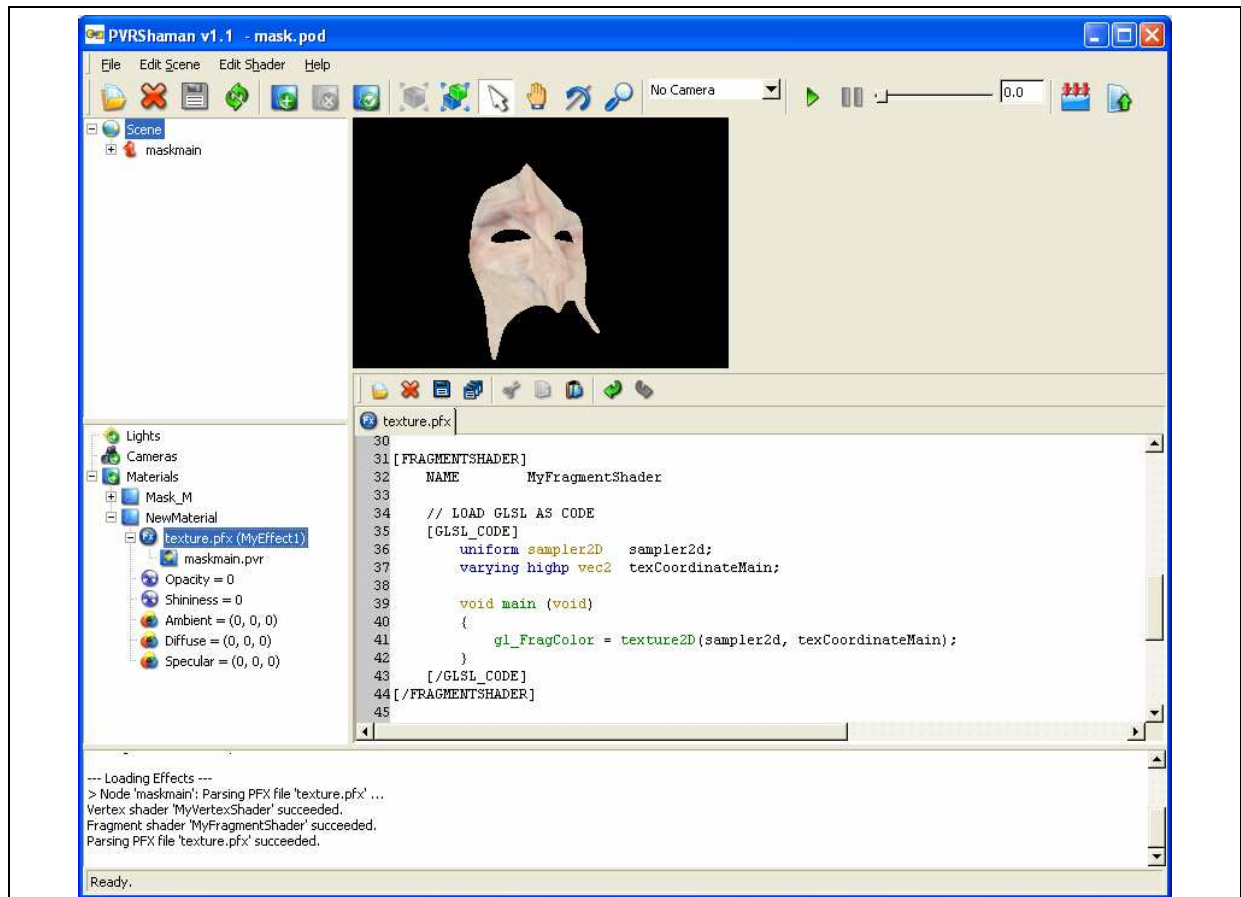 PVRShaman v1.1 - mask.pod
File Edit Scene Edit Shader Help
No Camera
0.0
Scene
maskmain
texture.pfx
30
31 [FRAGMENTSHADER]
32 NAME MyFragmentShader
33
34 // LOAD GLSL AS CODE
35 [GLSL_CODE]
36 uniform sampler2D sampler2d;
37 varying highp vec2 texCoordinateMain;
38
39 void main (void)
40 {
41 gl_FragColor = texture2D(sampler2d, texCoordinateMain);
42 }
43 [/GLSL_CODE]
44 [/FRAGMENTSHADER]
45
Lights
Cameras
Materials
Mask_M
NewMaterial
texture.pfx (MyEffect1)
maskmain.pvr
Opacity = 0
Shininess = 0
Ambient = (0, 0, 0)
Diffuse = (0, 0, 0)
Specular = (0, 0, 0)
--- Loading Effects ---
> Node 'maskmain': Parsing PFX file 'texture.pfx' ...
Vertex shader 'MyVertexShader' succeeded.
Fragment shader 'MyFragmentShader' succeeded.
Parsing PFX file 'texture.pfx' succeeded.
Ready.